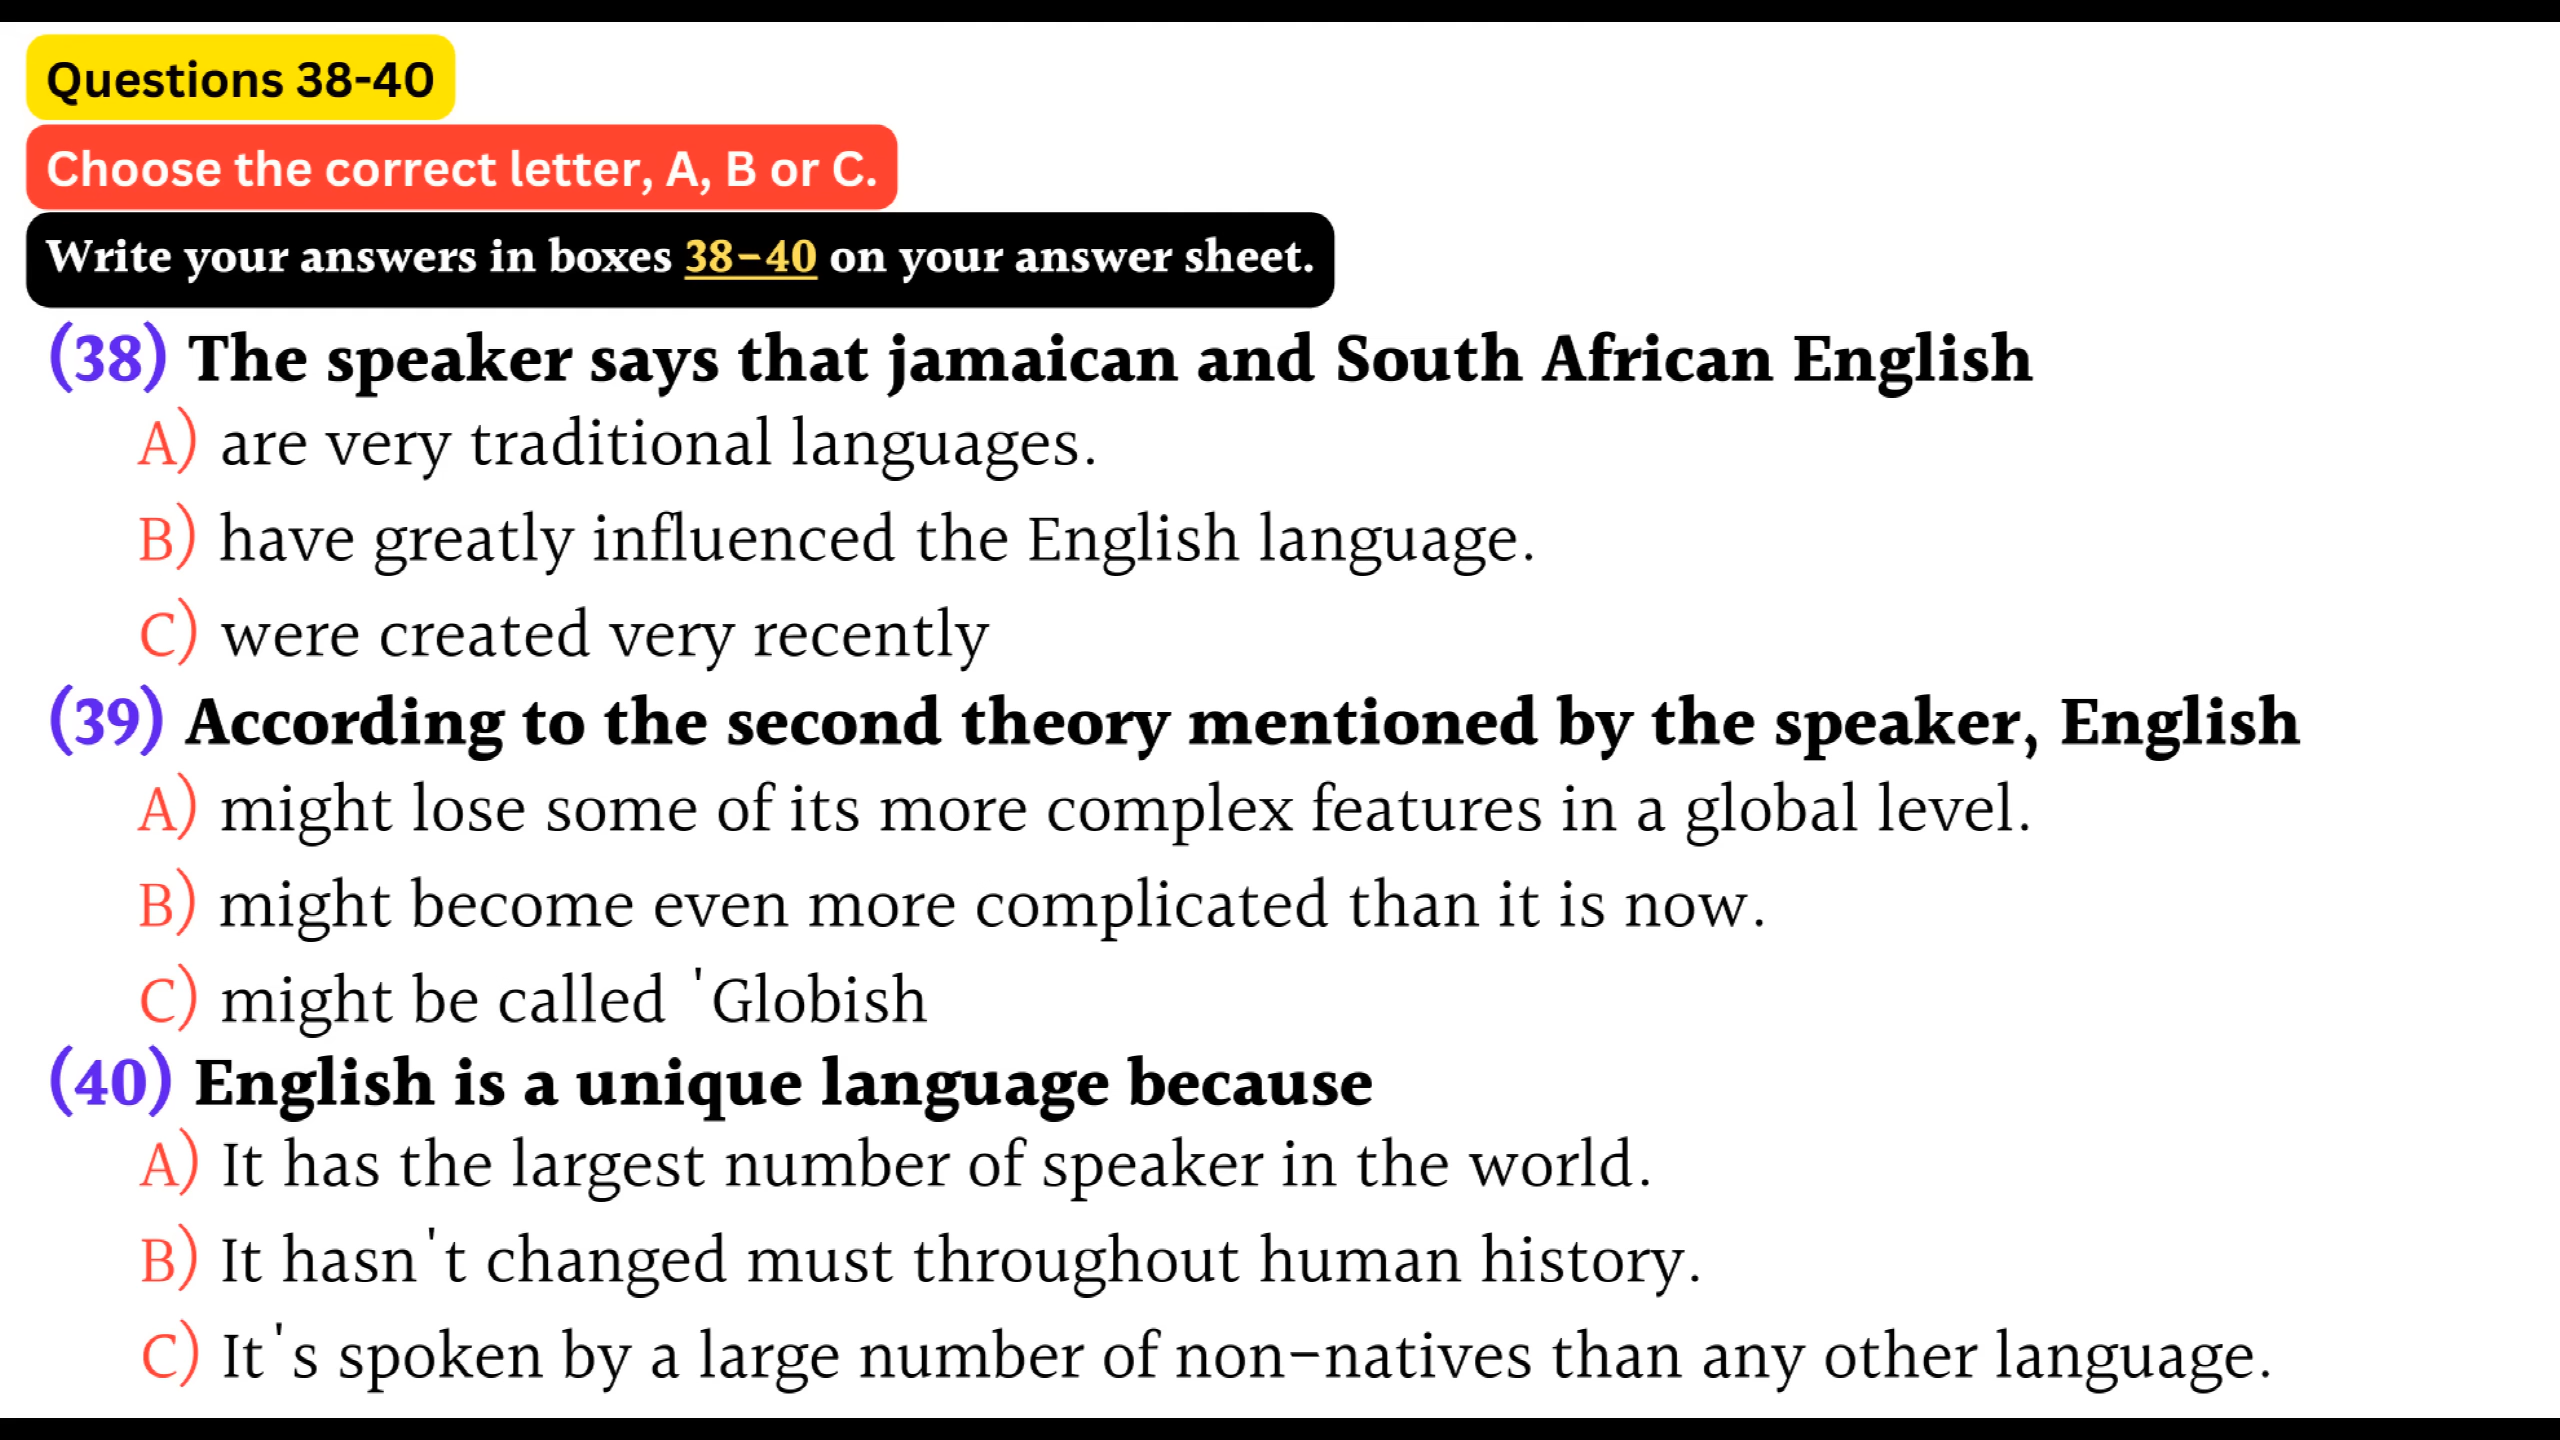 Questions 38-40
Choose the correct letter, A, B or C.
Write your answers in boxes 38-40 on your answer sheet.
(38) The speaker says that jamaican and South African English
A) are very traditional languages.
B) have greatly influenced the English language.
C) were created very recently
(39) According to the second theory mentioned by the speaker, English
A) might lose some of its more complex features in a global level.
B) might become even more complicated than it is now.
C) might be called 'Globish
(40) English is a unique language because
A) It has the largest number of speaker in the world.
B) It hasn't changed must throughout human history.
C) It's spoken by a large number of non-natives than any other language.